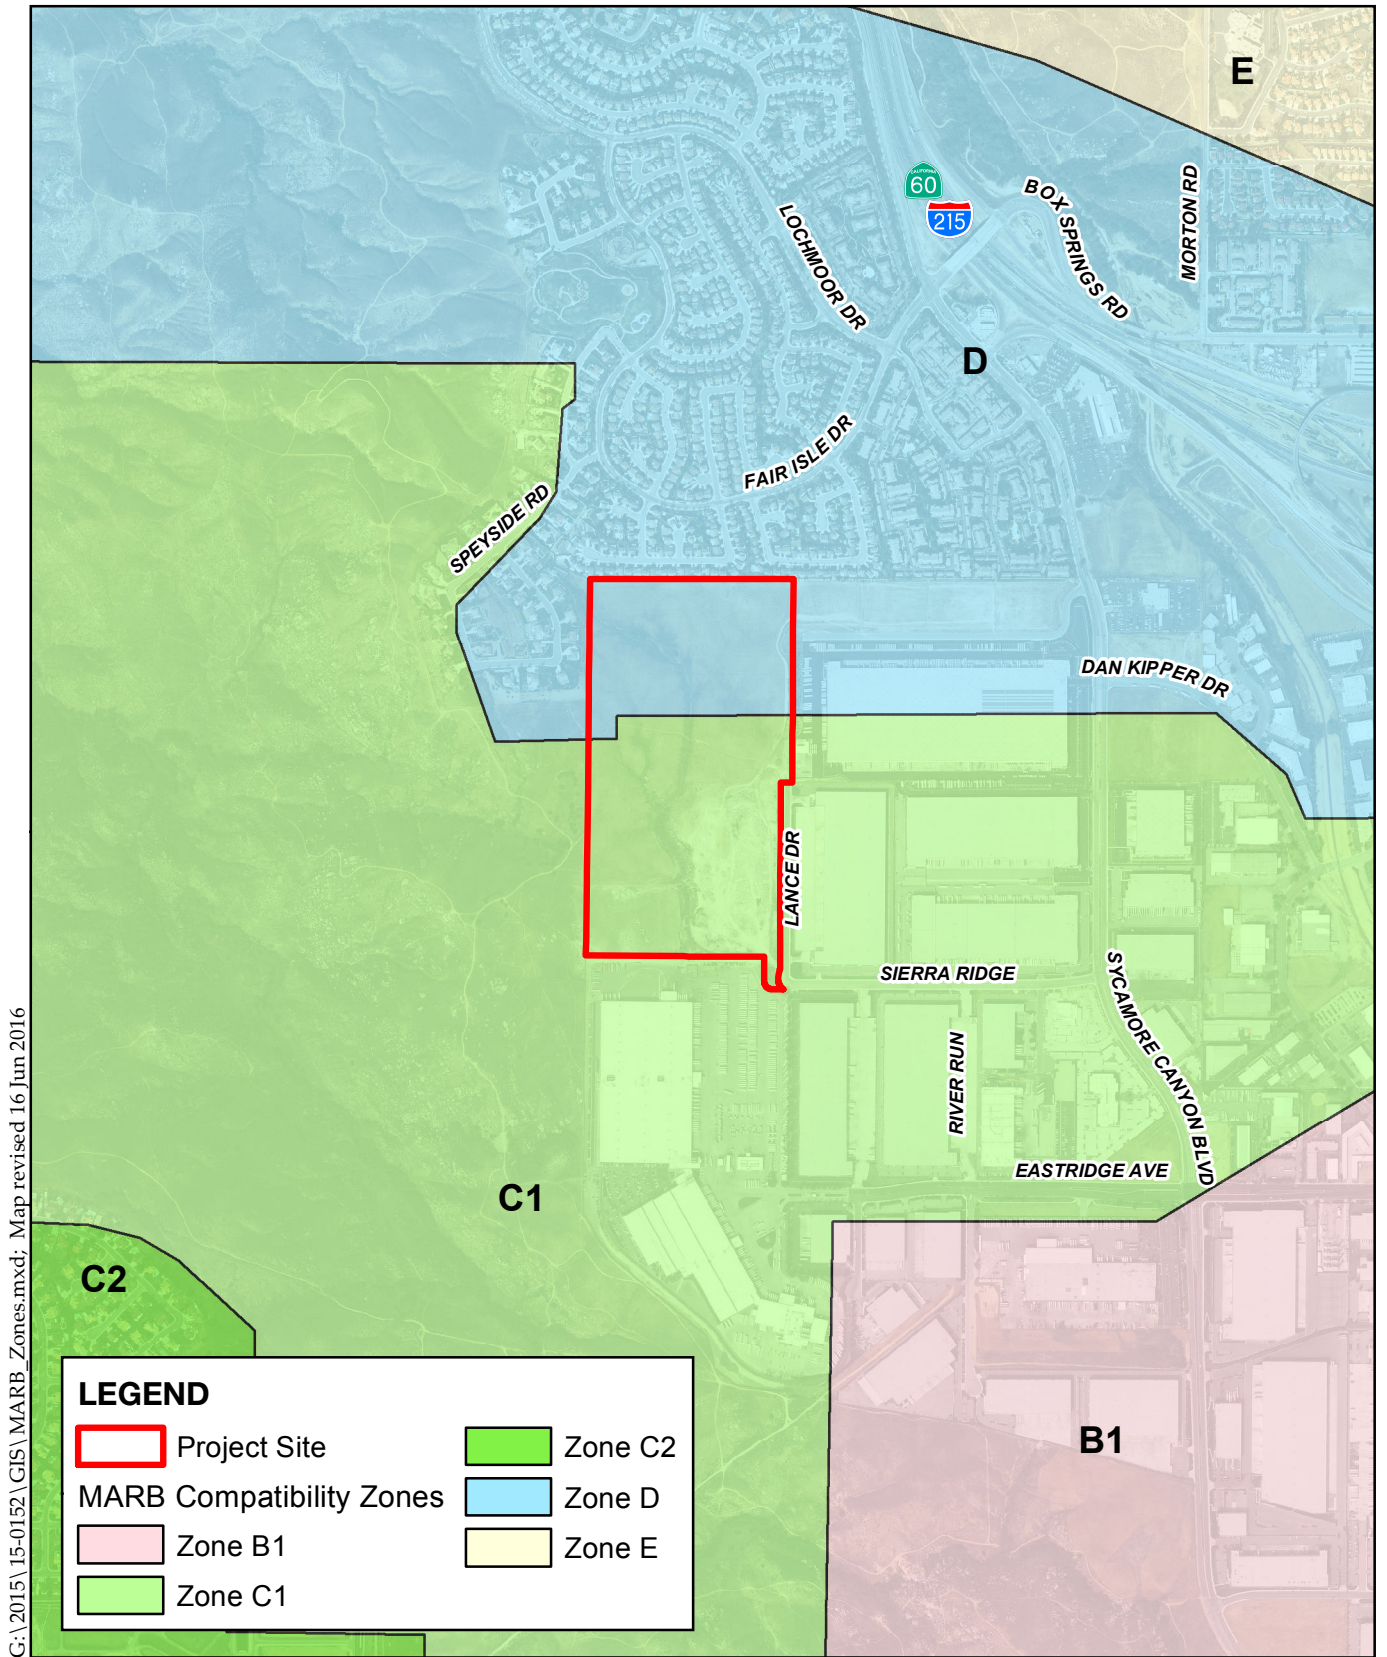 E
CALIFORNIA
60
215
BOX SPRINGS RD
MORTON RD
LOCHMOOR DR
D
FAIR ISLE DR
SPEYSIDE RD
DAN KIPPER DR
LANCE DR
SIERRA RIDGE
SYCAMORE CANYON BLVD
RIVER RUN
EASTRIDGE AVE
C1
C2
B1
LEGEND
Project Site
MARB Compatibility Zones
Zone B1
Zone C1
Zone C2
Zone D
Zone E
G:\2015\15-0152\GIS\MARB_Zones.mxd; Map revised 16 Jun 2016